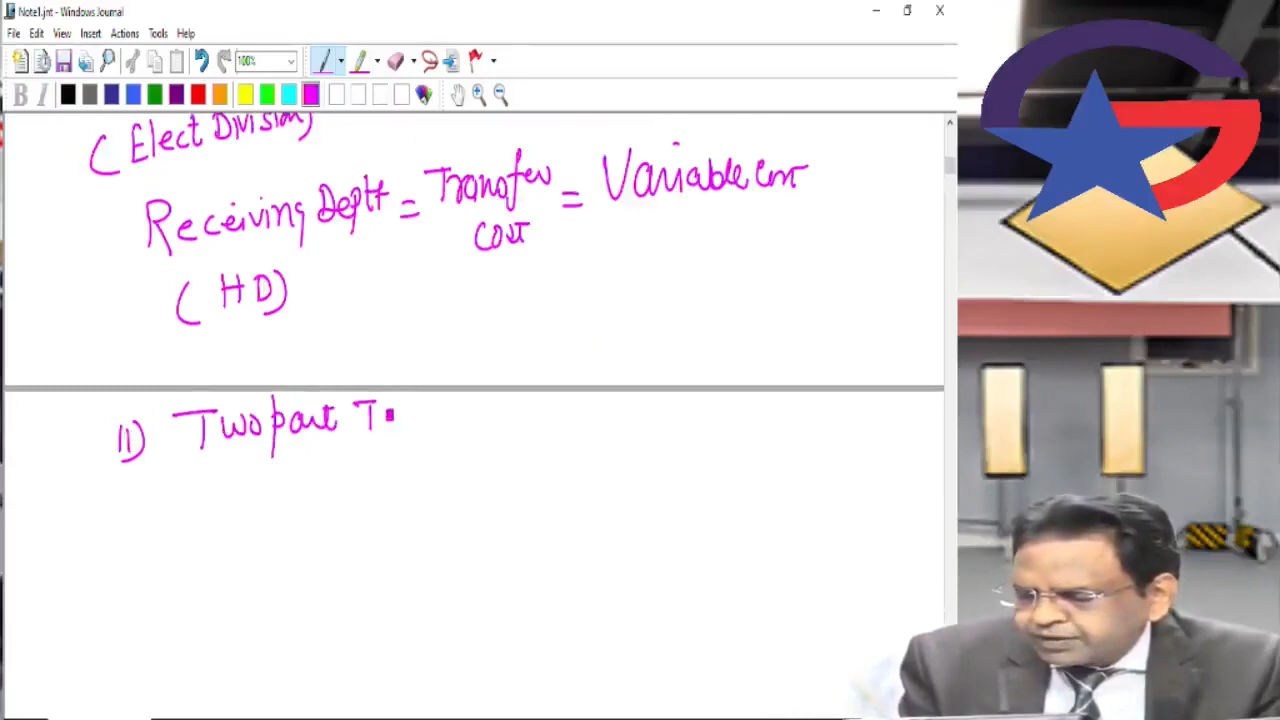 Note1.jnt - Windows Journal
File Edit View Insert Actions Tools Help
100%
B I
(Elect Division)
Receiving Deptt = Transfer = Variable Cost
Cost
(HD)
11) Two part T